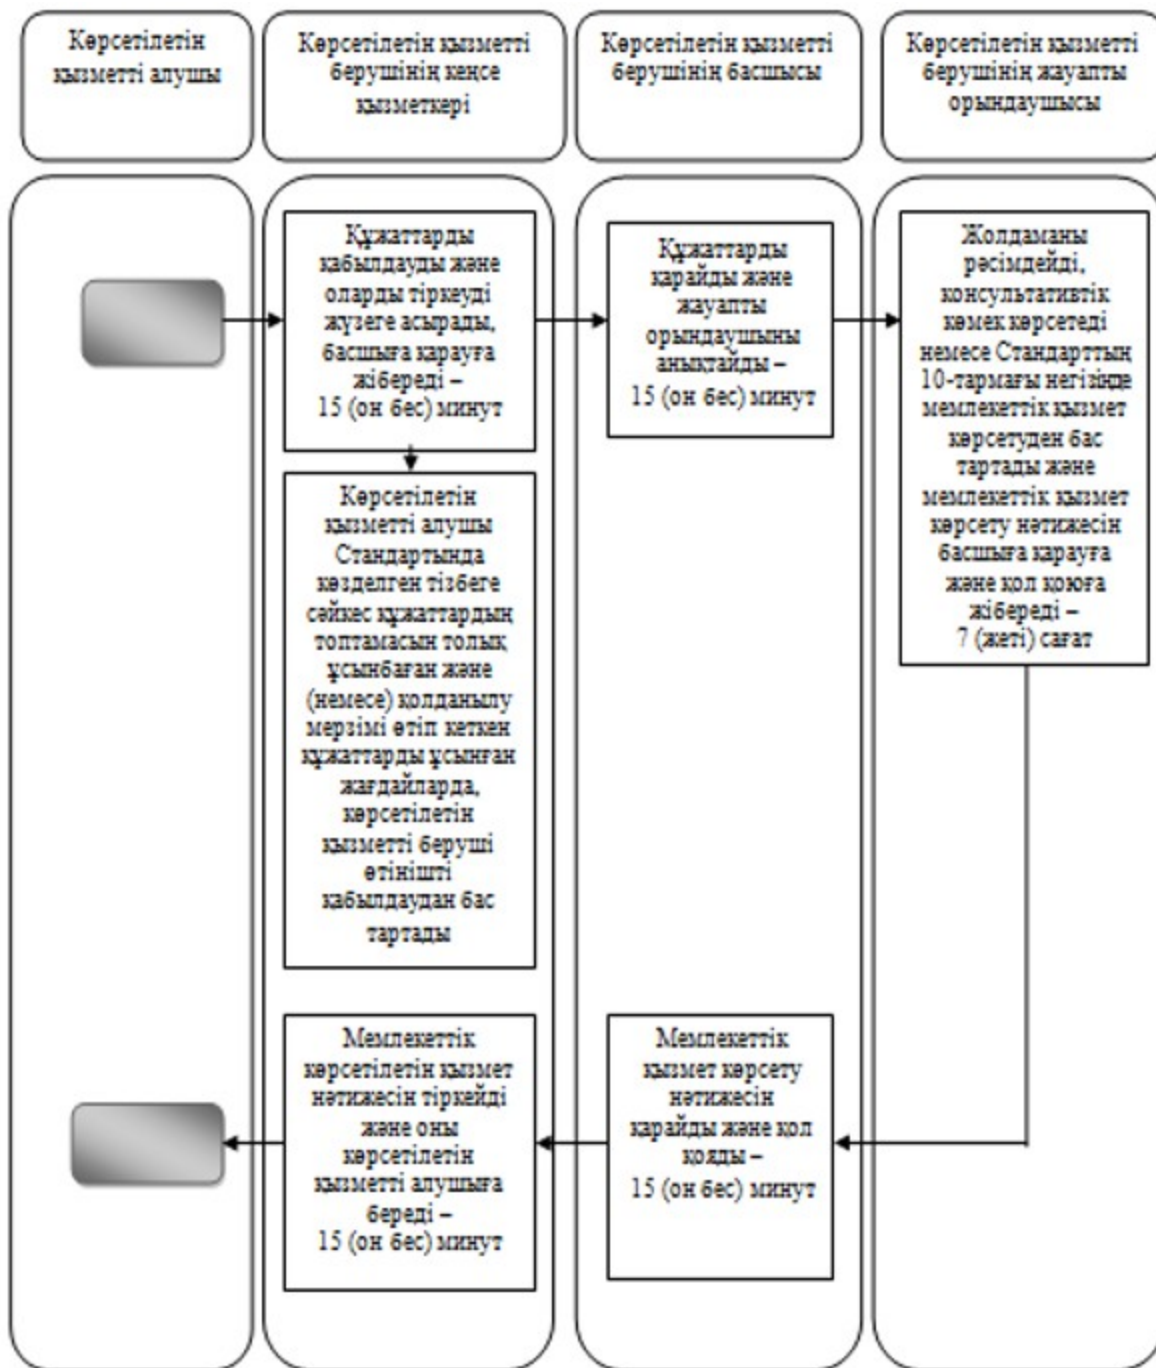 Көрсетілетін
қызметті алушы
Көрсетілетін қызметті
берушінің кеңсе
қызметкері
Көрсетілетін қызметті
берушінің басшысы
Көрсетілетін қызметті
берушінің жауапты
орындаушысы
Құжаттарды
қабылдауды және
оларды тіркеуді
жүзеге асырады,
басшыға қарауға
жібереді –
15 (он бес) минут
Құжаттарды
қарайды және
жауапты
орындаушыны
анықтайды –
15 (он бес) минут
Жолдаманы
рәсімдейді,
консультативтік
көмек көрсетеді
немесе Стандарттың
10-тармағы негізінде
мемлекеттік қызмет
көрсетуден бас
тартады және
мемлекеттік қызмет
көрсету нәтижесін
басшыға қарауға
және қол қоюға
жібереді –
7 (жеті) сағат
Көрсетілетін
қызметті алушы
Стандартында
көзделген тізбеге
сәйкес құжаттардың
топтамасын толық
ұсынбаған және
(немесе) қолданылу
мерзімі өтіп кеткен
құжаттарды ұсынған
жағдайларда,
көрсетілетін
қызметті беруші
өтінішті
қабылдаудан бас
тартады
Мемлекеттік
көрсетілетін қызмет
нәтижесін тіркейді
және оны
көрсетілетін
қызметті алушыға
береді –
15 (он бес) минут
Мемлекеттік
қызмет көрсету
нәтижесін
қарайды және қол
қояды –
15 (он бес) минут